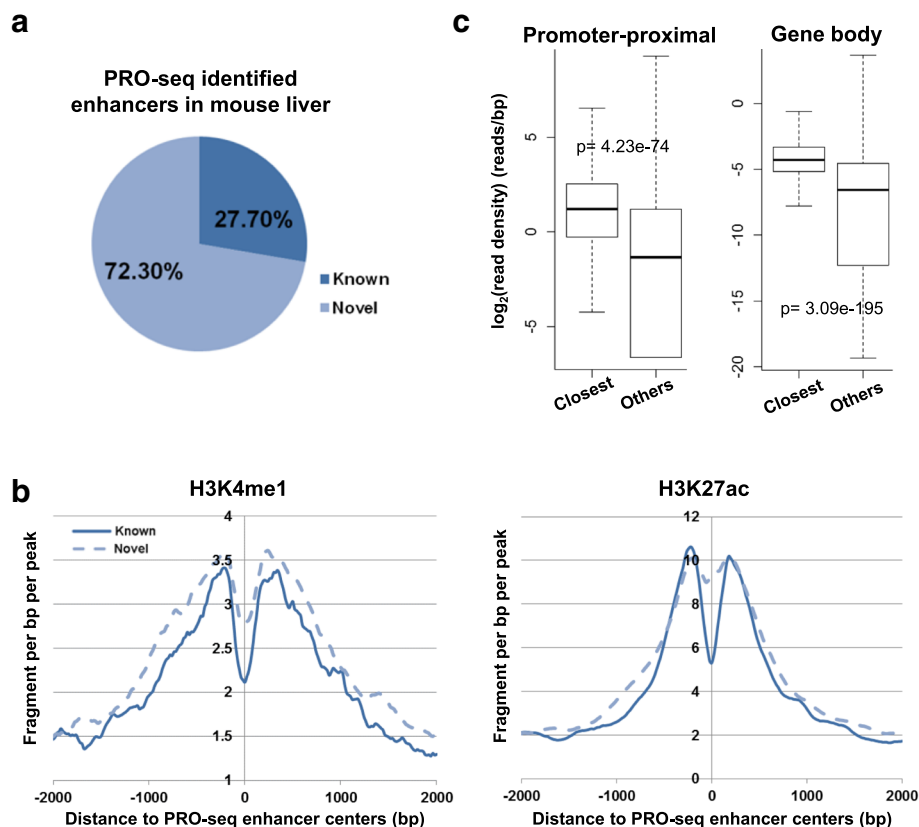 a
PRO-seq identified
enhancers in mouse liver
27.70%
72.30%
Known
Novel
c
Promoter-proximal
Gene body
log2(read density) (reads/bp)
5
0
-5
p= 4.23e-74
Closest
Others
0
-5
-10
-15
-20
p= 3.09e-195
Closest
Others
b
H3K4me1
Known
Novel
Fragment per bp per peak
4
3.5
3
2.5
2
1.5
1
-2000
-1000
0
1000
2000
Distance to PRO-seq enhancer centers (bp)
H3K27ac
Fragment per bp per peak
12
10
8
6
4
2
0
-2000
-1000
0
1000
2000
Distance to PRO-seq enhancer centers (bp)